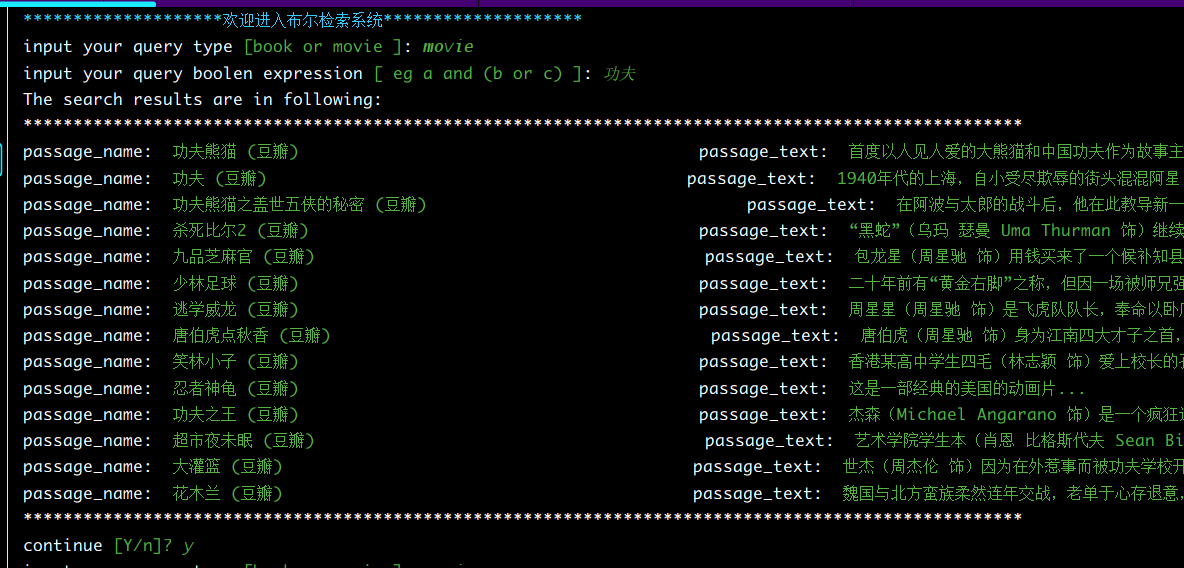 ********************欢迎进入布尔检索系统********************
input your query type [book or movie ]: movie
input your query boolen expression [ eg a and (b or c) ]: 功夫
The search results are in following:
****************************************************************************************************
passage_name: 功夫熊猫 (豆瓣) passage_text: 首度以人见人爱的大熊猫和中国功夫作为故事主
passage_name: 功夫 (豆瓣) passage_text: 1940年代的上海，自小受尽欺辱的街头混混阿星
passage_name: 功夫熊猫之盖世五侠的秘密 (豆瓣) passage_text: 在阿波与太郎的战斗后，他在此教导新一
passage_name: 杀死比尔2 (豆瓣) passage_text: “黑蛇”（乌玛 瑟曼 Uma Thurman 饰）继续
passage_name: 九品芝麻官 (豆瓣) passage_text: 包龙星（周星驰 饰）用钱买来了一个候补知县
passage_name: 少林足球 (豆瓣) passage_text: 二十年前有“黄金右脚”之称，但因一场被师兄强
passage_name: 逃学威龙 (豆瓣) passage_text: 周星星（周星驰 饰）是飞虎队队长，奉命以卧
passage_name: 唐伯虎点秋香 (豆瓣) passage_text: 唐伯虎（周星驰 饰）身为江南四大才子之首，
passage_name: 笑林小子 (豆瓣) passage_text: 香港某高中学生四毛（林志颖 饰）爱上校长的
passage_name: 忍者神龟 (豆瓣) passage_text: 这是一部经典的美国的动画片...
passage_name: 功夫之王 (豆瓣) passage_text: 杰森（Michael Angarano 饰）是一个疯狂
passage_name: 超市夜未眠 (豆瓣) passage_text: 艺术学院学生本（肖恩 比格斯代夫 Sean Bi
passage_name: 大灌篮 (豆瓣) passage_text: 世杰（周杰伦 饰）因为在外惹事而被功夫学校开
passage_name: 花木兰 (豆瓣) passage_text: 魏国与北方蛮族柔然连年交战，老单于心存退意，
****************************************************************************************************
continue [Y/n]? y